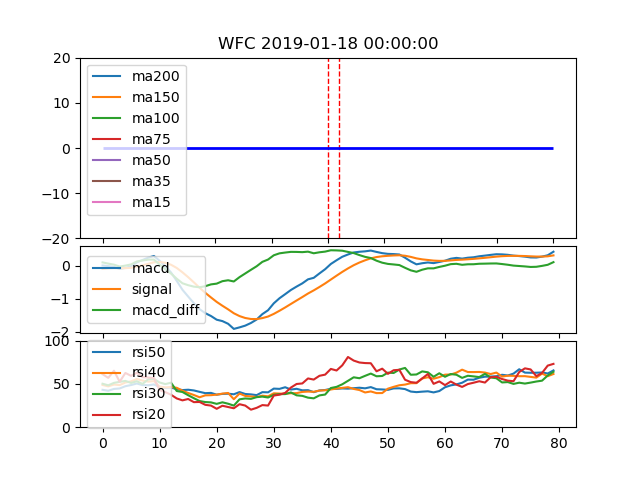 WFC 2019-01-18 00:00:00
20
10
0
−10
−20
ma200
ma150
ma100
ma75
ma50
ma35
ma15
0
−1
−2
macd
signal
macd_diff
100
50
0
rsi50
rsi40
rsi30
rsi20
0 10 20 30 40 50 60 70 80